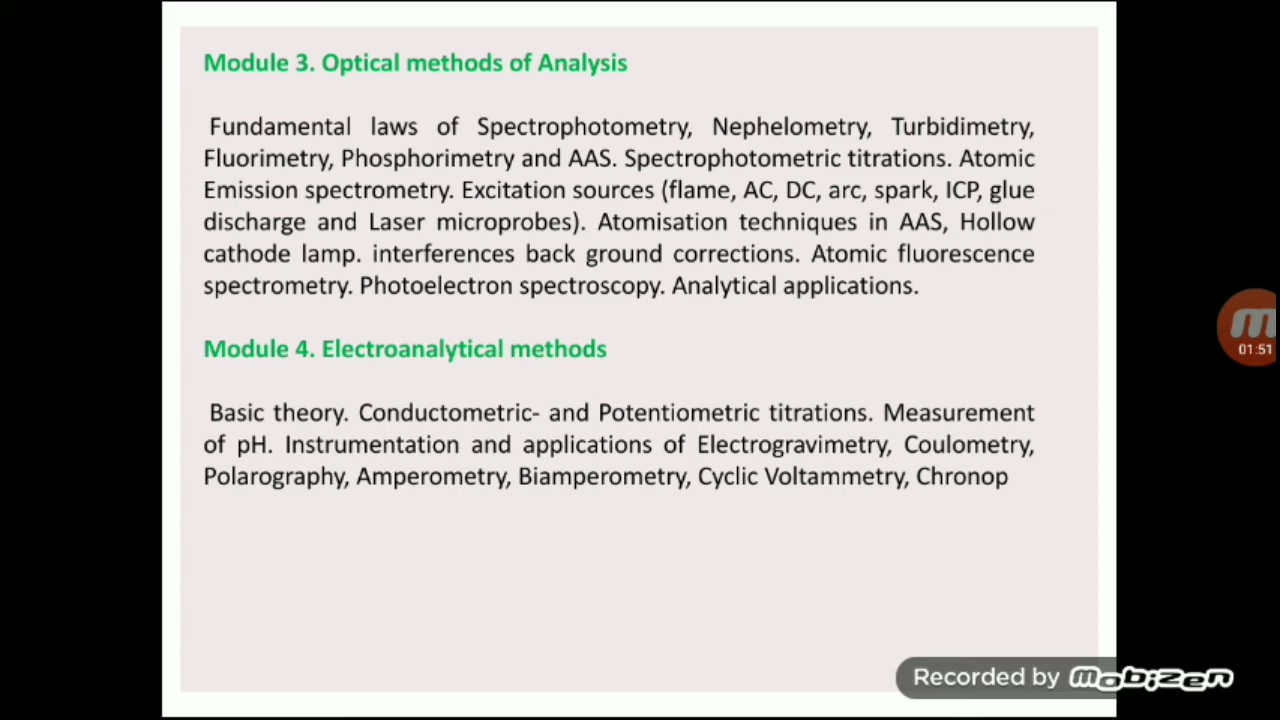 Module 3. Optical methods of Analysis
Fundamental laws of Spectrophotometry, Nephelometry, Turbidimetry,
Fluorimetry, Phosphorimetry and AAS. Spectrophotometric titrations. Atomic
Emission spectrometry. Excitation sources (flame, AC, DC, arc, spark, ICP, glue
discharge and Laser microprobes). Atomisation techniques in AAS, Hollow
cathode lamp. interferences back ground corrections. Atomic fluorescence
spectrometry. Photoelectron spectroscopy. Analytical applications.
Module 4. Electroanalytical methods
Basic theory. Conductometric- and Potentiometric titrations. Measurement
of pH. Instrumentation and applications of Electrogravimetry, Coulometry,
Polarography, Amperometry, Biamperometry, Cyclic Voltammetry, Chronop
01:51
Recorded by mobizen